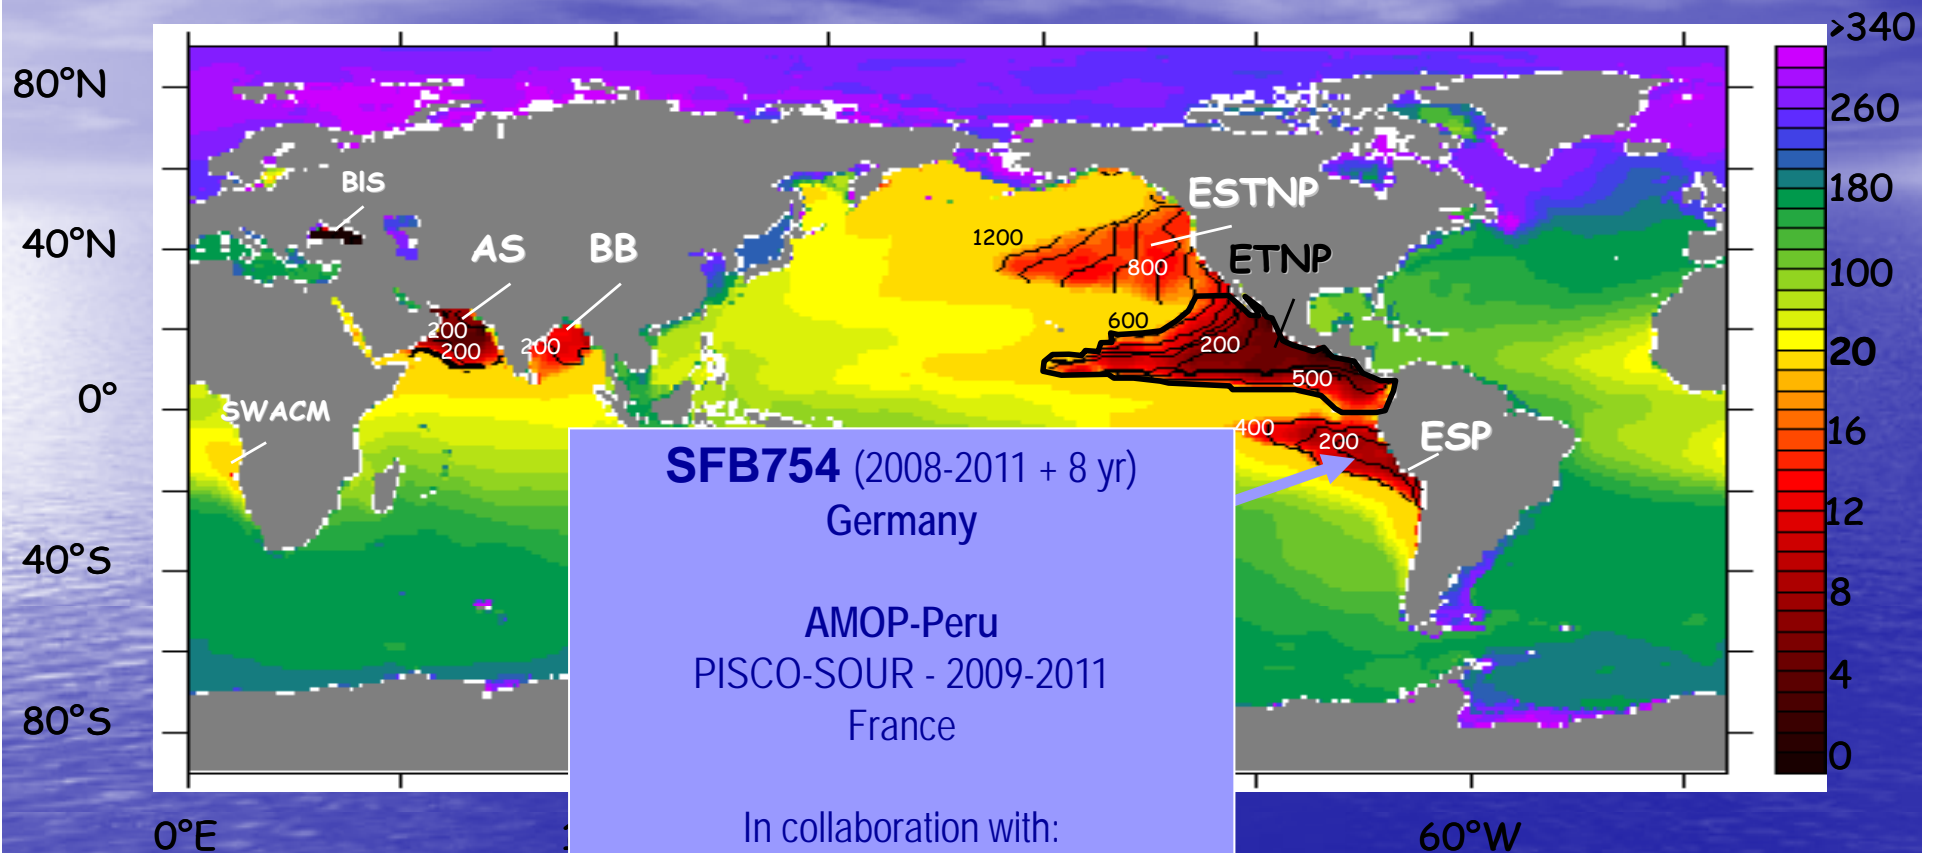 >340
80°N
260
BIS
ESTNP
180
40°N
AS
BB
1200
ETNP
800
100
600
200
200
200
200
20
500
0°
SWACM
400
200
ESP
16
SFB754 (2008-2011 + 8 yr)
Germany
12
40°S
8
AMOP-Peru
PISCO-SOUR - 2009-2011
4
80°S
France
0
In collaboration with:
0°E
60°W